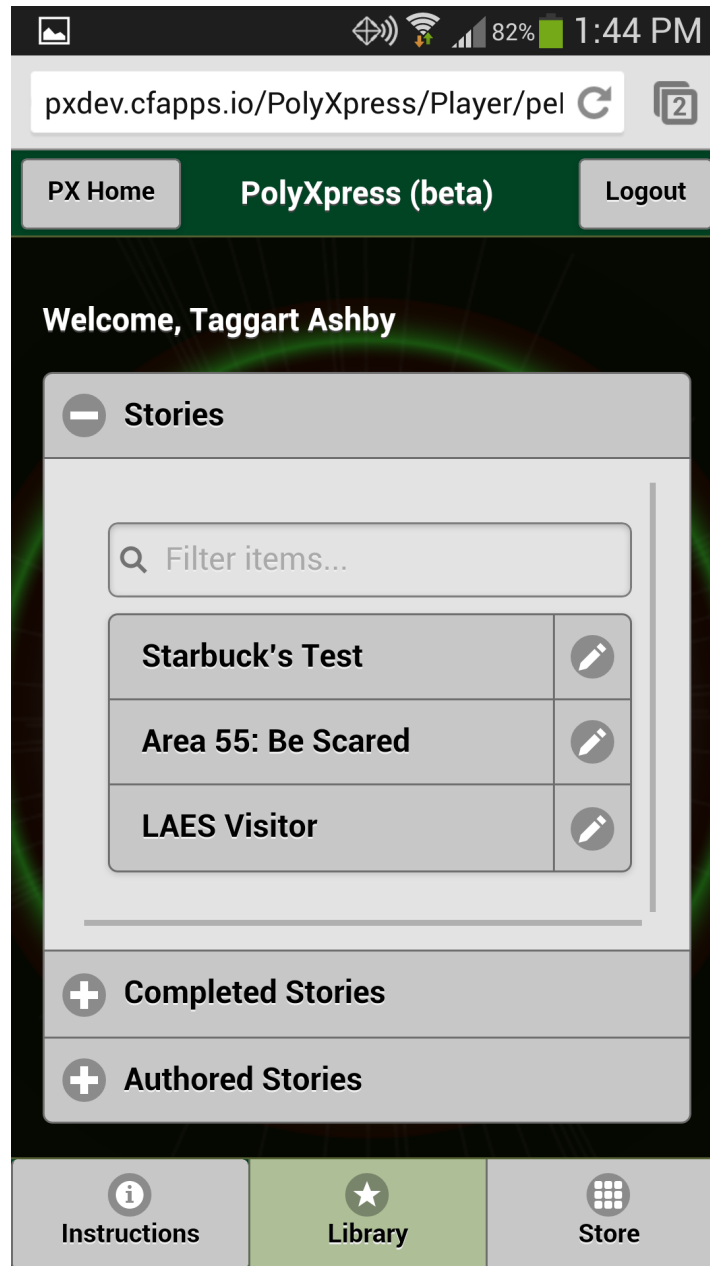 82% 1:44 PM
pxdev.cfapps.io/PolyXpress/Player/pel 2
PX Home PolyXpress (beta) Logout
Welcome, Taggart Ashby
Stories
Filter items...
Starbuck's Test
Area 55: Be Scared
LAES Visitor
Completed Stories
Authored Stories
Instructions Library Store